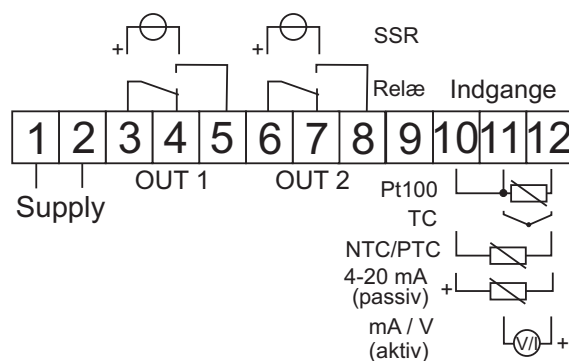 + + SSR
Relæ Indgange
1 2 3 4 5 6 7 8 9 10 11 12
OUT 1 OUT 2
Supply
Pt100
TC
NTC/PTC
4-20 mA +
(passiv)
mA / V
(aktiv) V/I +